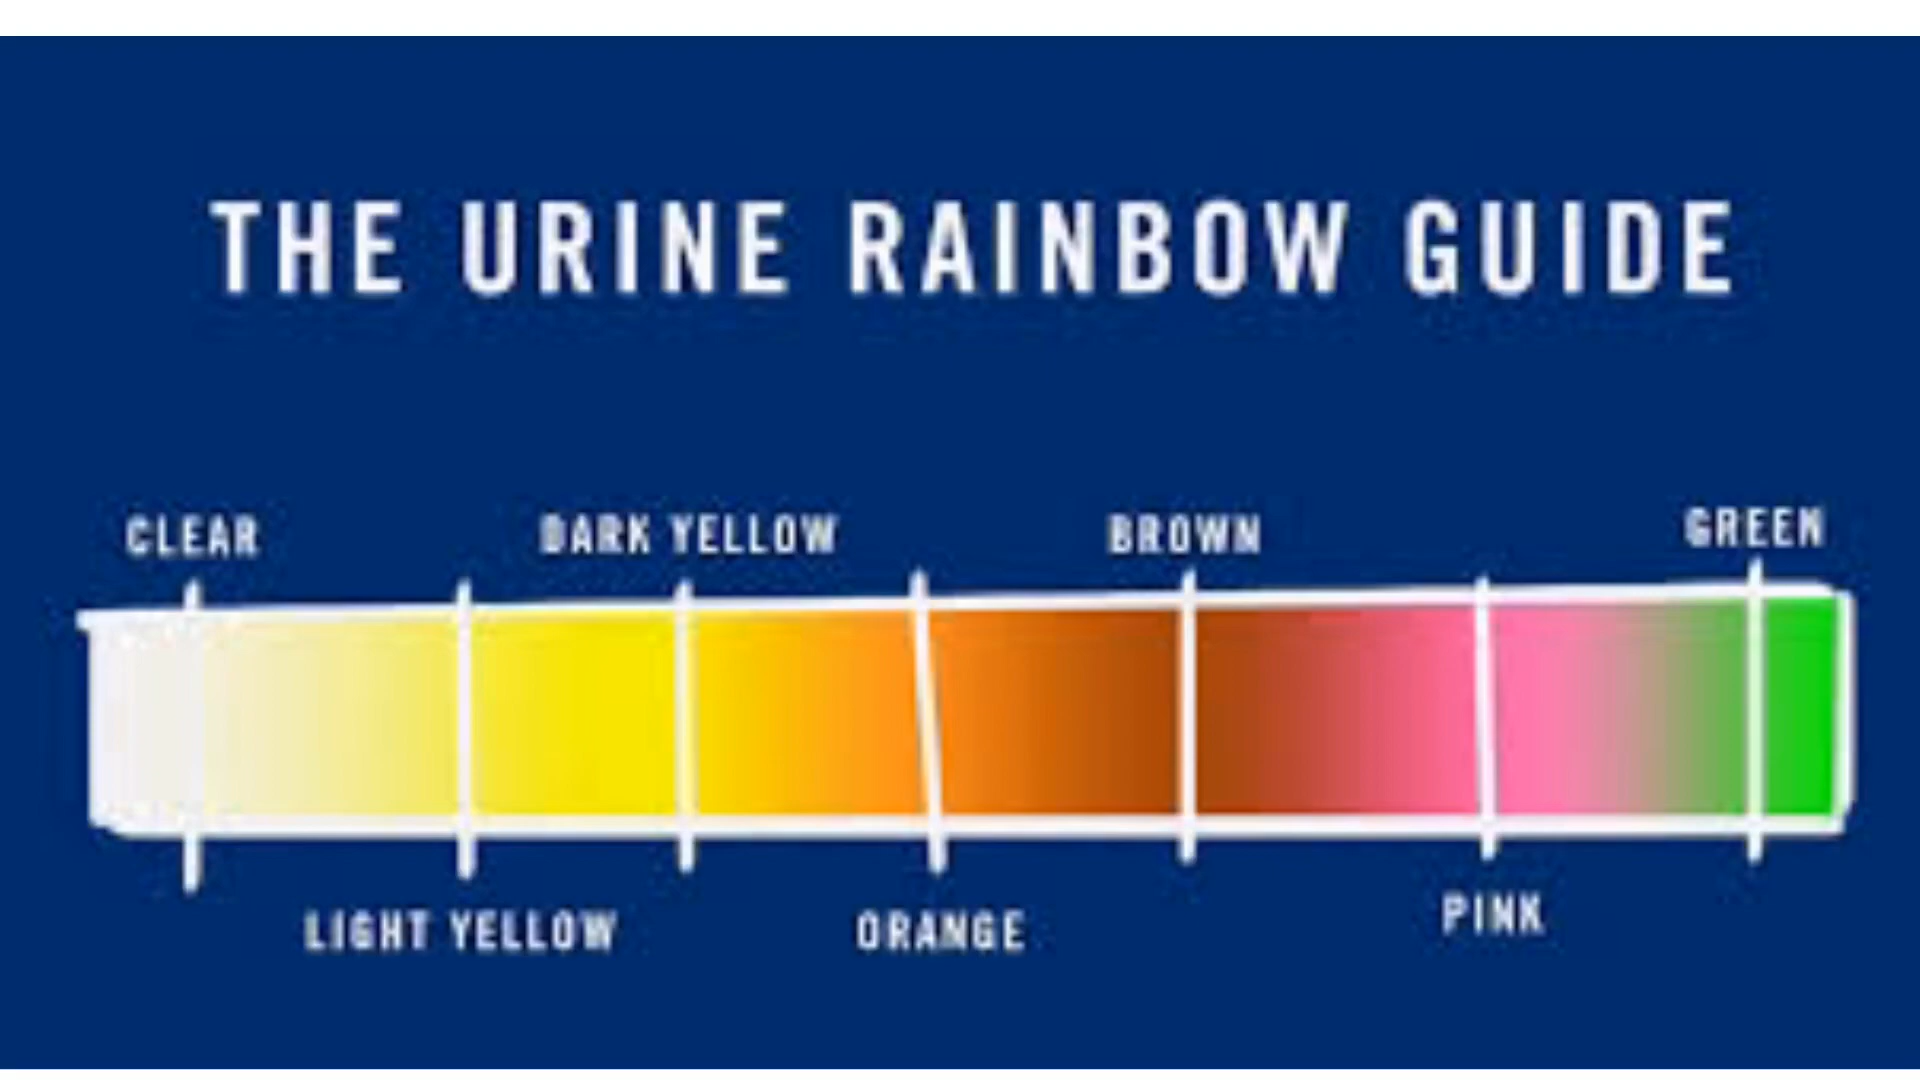 THE URINE RAINBOW GUIDE
CLEAR
DARK YELLOW
BROWN
GREEN
LIGHT YELLOW
ORANGE
PINK